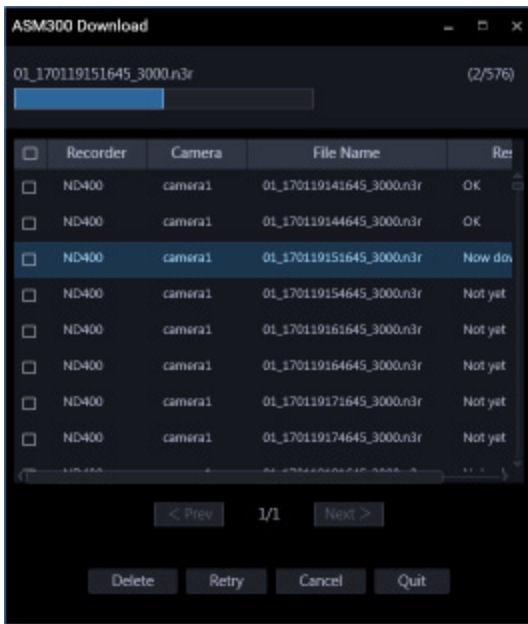 ASM300 Download
01_170119151645_3000.n3r (2/576)
Recorder Camera File Name Res
ND400 camera1 01_170119141645_3000.n3r OK
ND400 camera1 01_170119144645_3000.n3r OK
ND400 camera1 01_170119151645_3000.n3r Now dow
ND400 camera1 01_170119154645_3000.n3r Not yet
ND400 camera1 01_170119161645_3000.n3r Not yet
ND400 camera1 01_170119164645_3000.n3r Not yet
ND400 camera1 01_170119171645_3000.n3r Not yet
ND400 camera1 01_170119174645_3000.n3r Not yet
< Prev 1/1 Next >
Delete Retry Cancel Quit